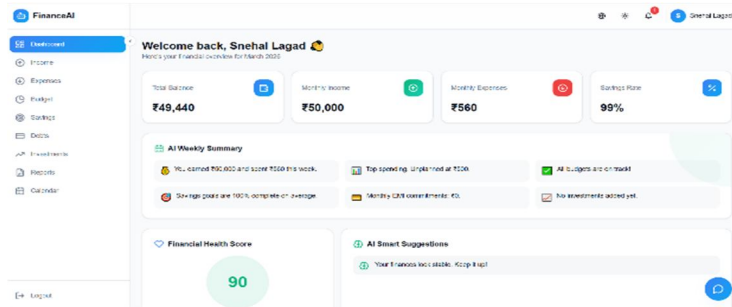 FinanceAI
S Snehal Lagad
Dashboard
Income
Expenses
Budget
Savings
Debts
Investments
Reports
Calendar
Logout
Welcome back, Snehal Lagad
Here's your financial overview for March 2026
Total Balance
₹49,440
Monthly Income
₹50,000
Monthly Expenses
₹560
Savings Rate
99%
AI Weekly Summary
You earned ₹50,000 and spent ₹560 this week.
Top spending: Unplanned at ₹500.
All budgets are on track!
Savings goals are 100% complete on average.
Monthly EMI commitments: ₹0.
No investments added yet.
Financial Health Score
90
AI Smart Suggestions
Your finances look stable. Keep it up!